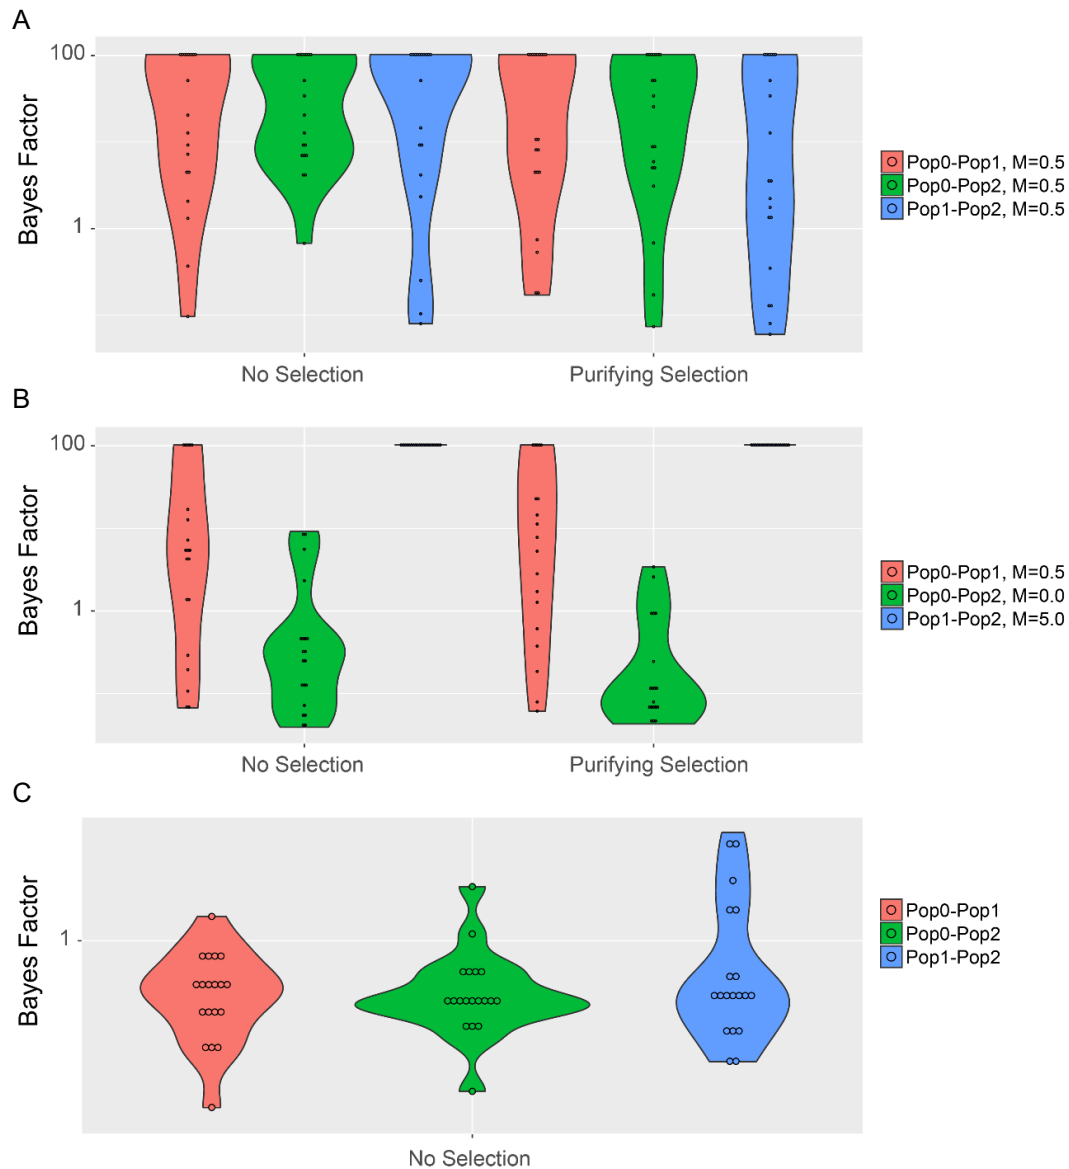 A
Bayes Factor
100
1
No Selection
Purifying Selection
Pop0-Pop1, M=0.5
Pop0-Pop2, M=0.5
Pop1-Pop2, M=0.5
B
Bayes Factor
100
1
No Selection
Purifying Selection
Pop0-Pop1, M=0.5
Pop0-Pop2, M=0.0
Pop1-Pop2, M=5.0
C
Bayes Factor
1
No Selection
Pop0-Pop1
Pop0-Pop2
Pop1-Pop2